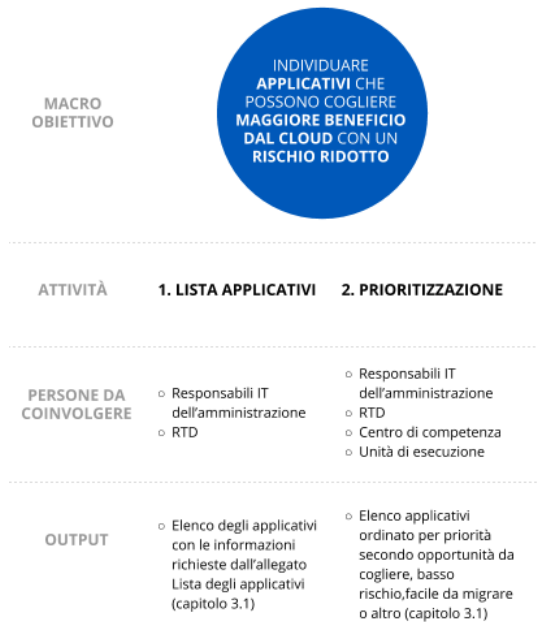 MACRO
OBIETTIVO
INDIVIDUARE
APPLICATIVI CHE
POSSONO COGLIERE
MAGGIORE BENEFICIO
DAL CLOUD CON UN
RISCHIO RIDOTTO
ATTIVITÀ
1. LISTA APPLICATIVI
2. PRIORITIZZAZIONE
PERSONE DA
COINVOLGERE
○ Responsabili IT
dell'amministrazione
○ RTD
○ Responsabili IT
dell'amministrazione
○ RTD
○ Centro di competenza
○ Unità di esecuzione
OUTPUT
○ Elenco degli applicativi
con le informazioni
richieste dall'allegato
Lista degli applicativi
(capitolo 3.1)
○ Elenco applicativi
ordinato per priorità
secondo opportunità da
cogliere, basso
rischio,facile da migrare
o altro (capitolo 3.1)